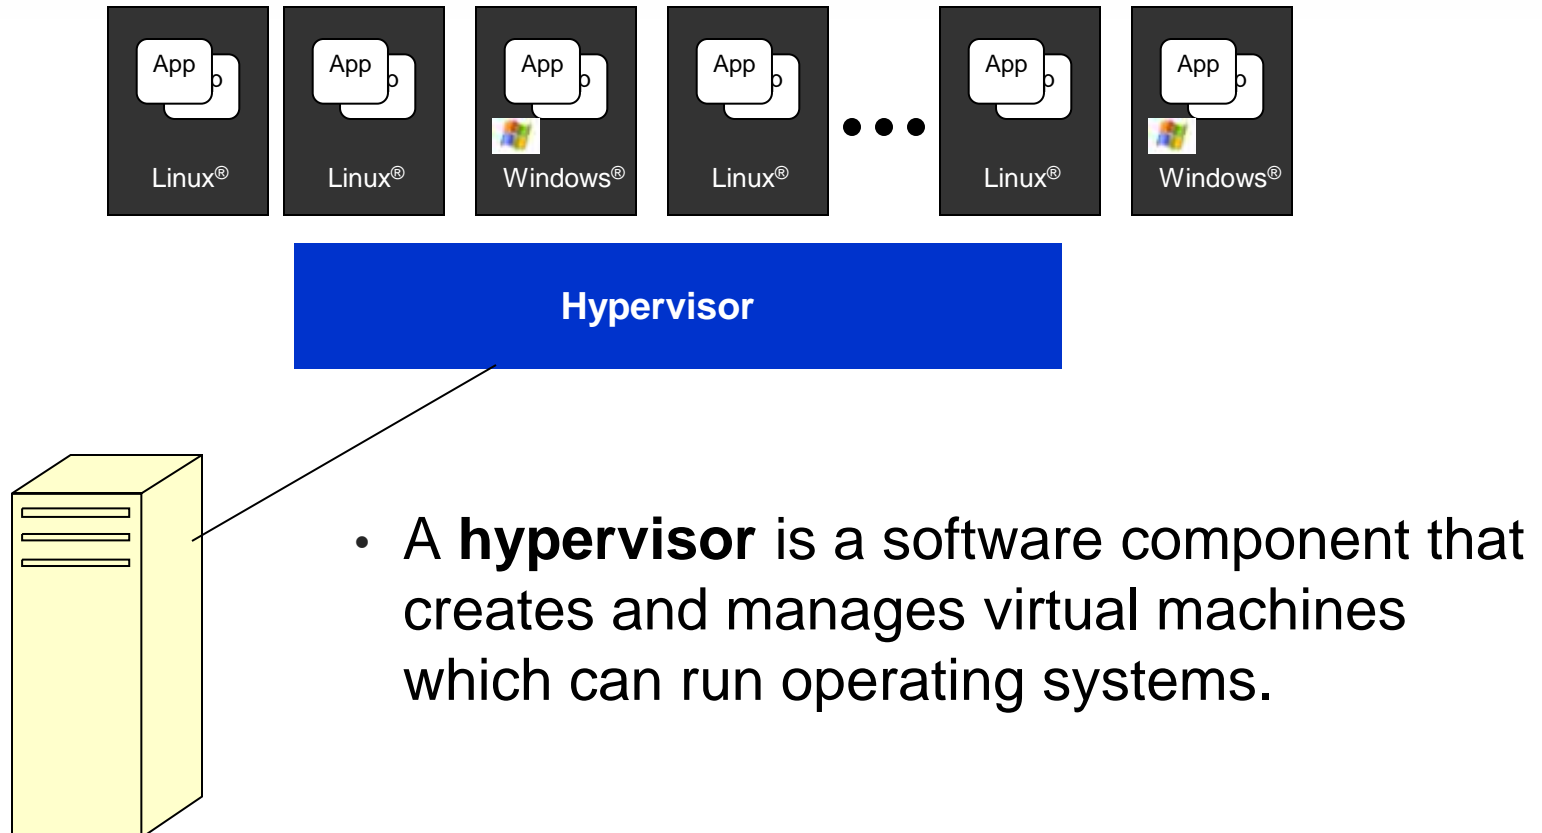 App App App App App App
Linux® Linux® Windows® Linux® Linux® Windows®
Hypervisor
• A hypervisor is a software component that
creates and manages virtual machines
which can run operating systems.